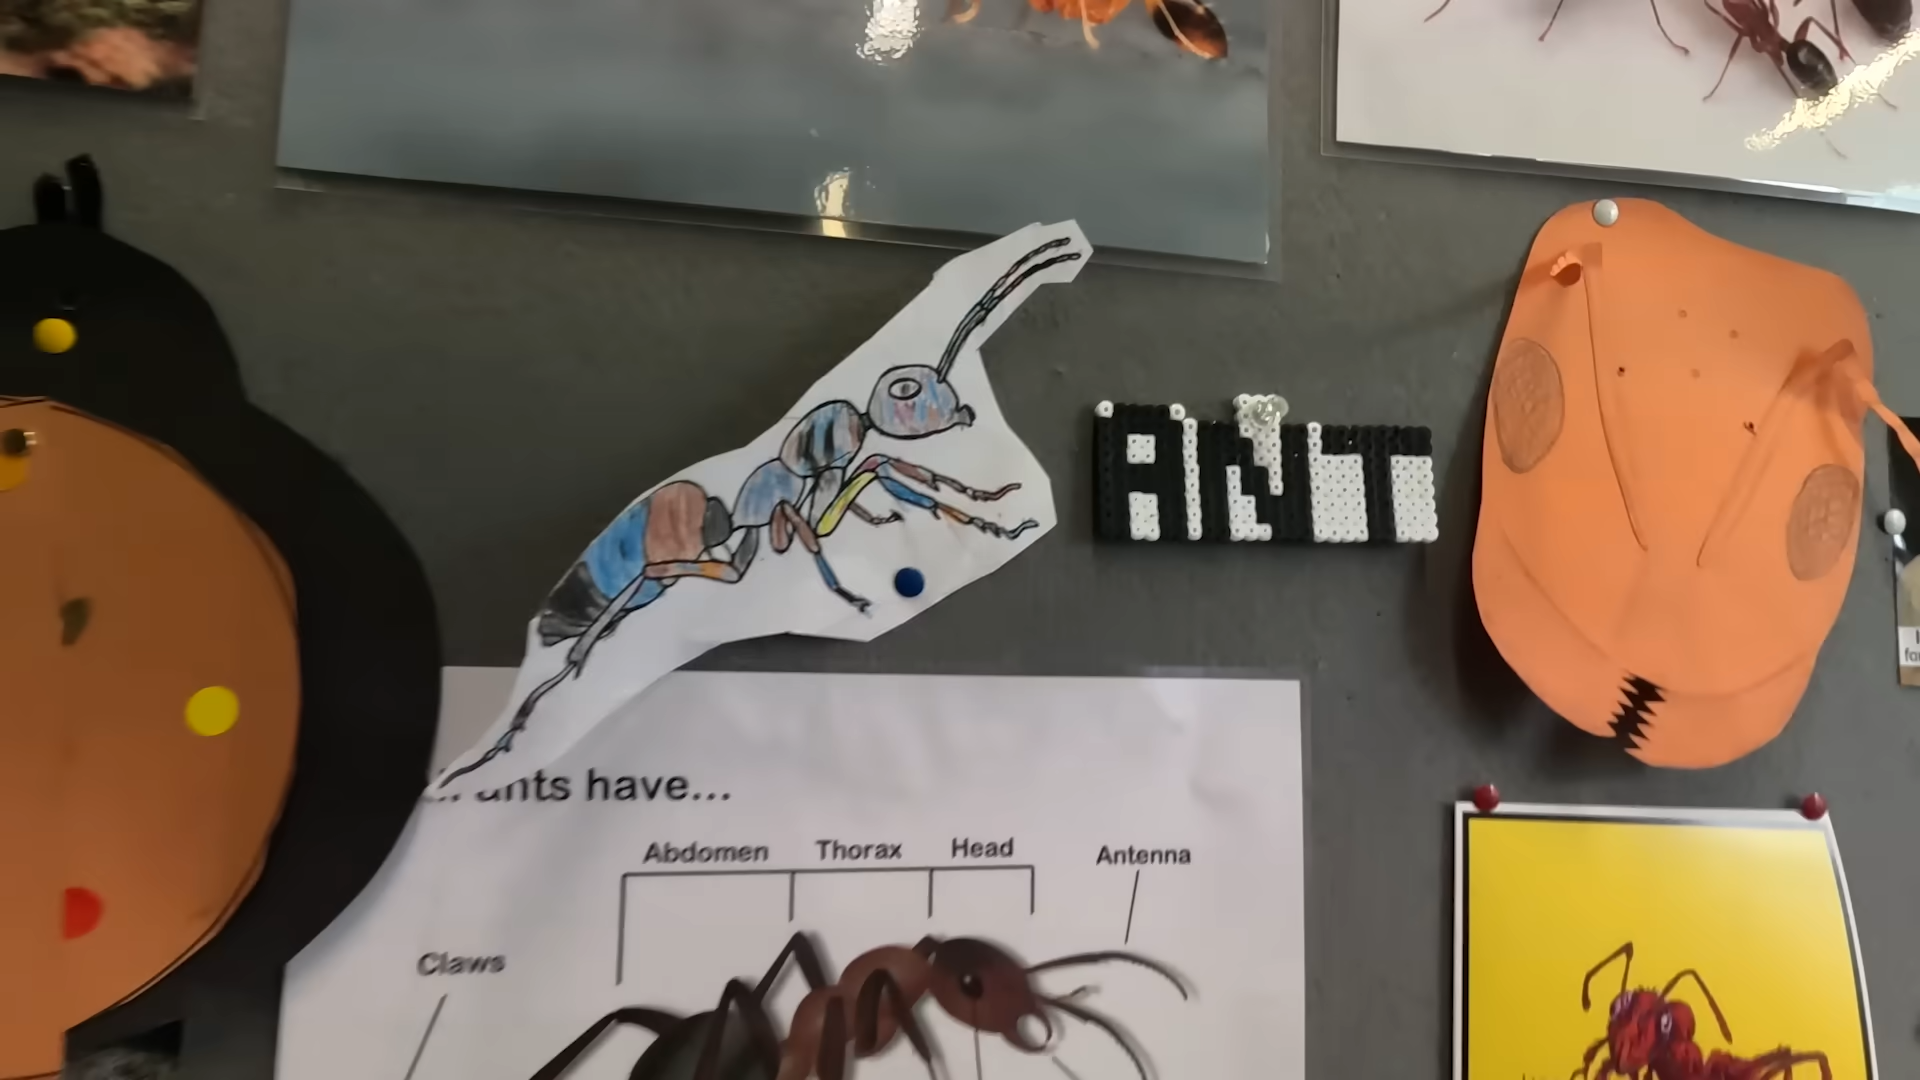 ANT
ants have...
Abdomen
Thorax
Head
Antenna
Claws